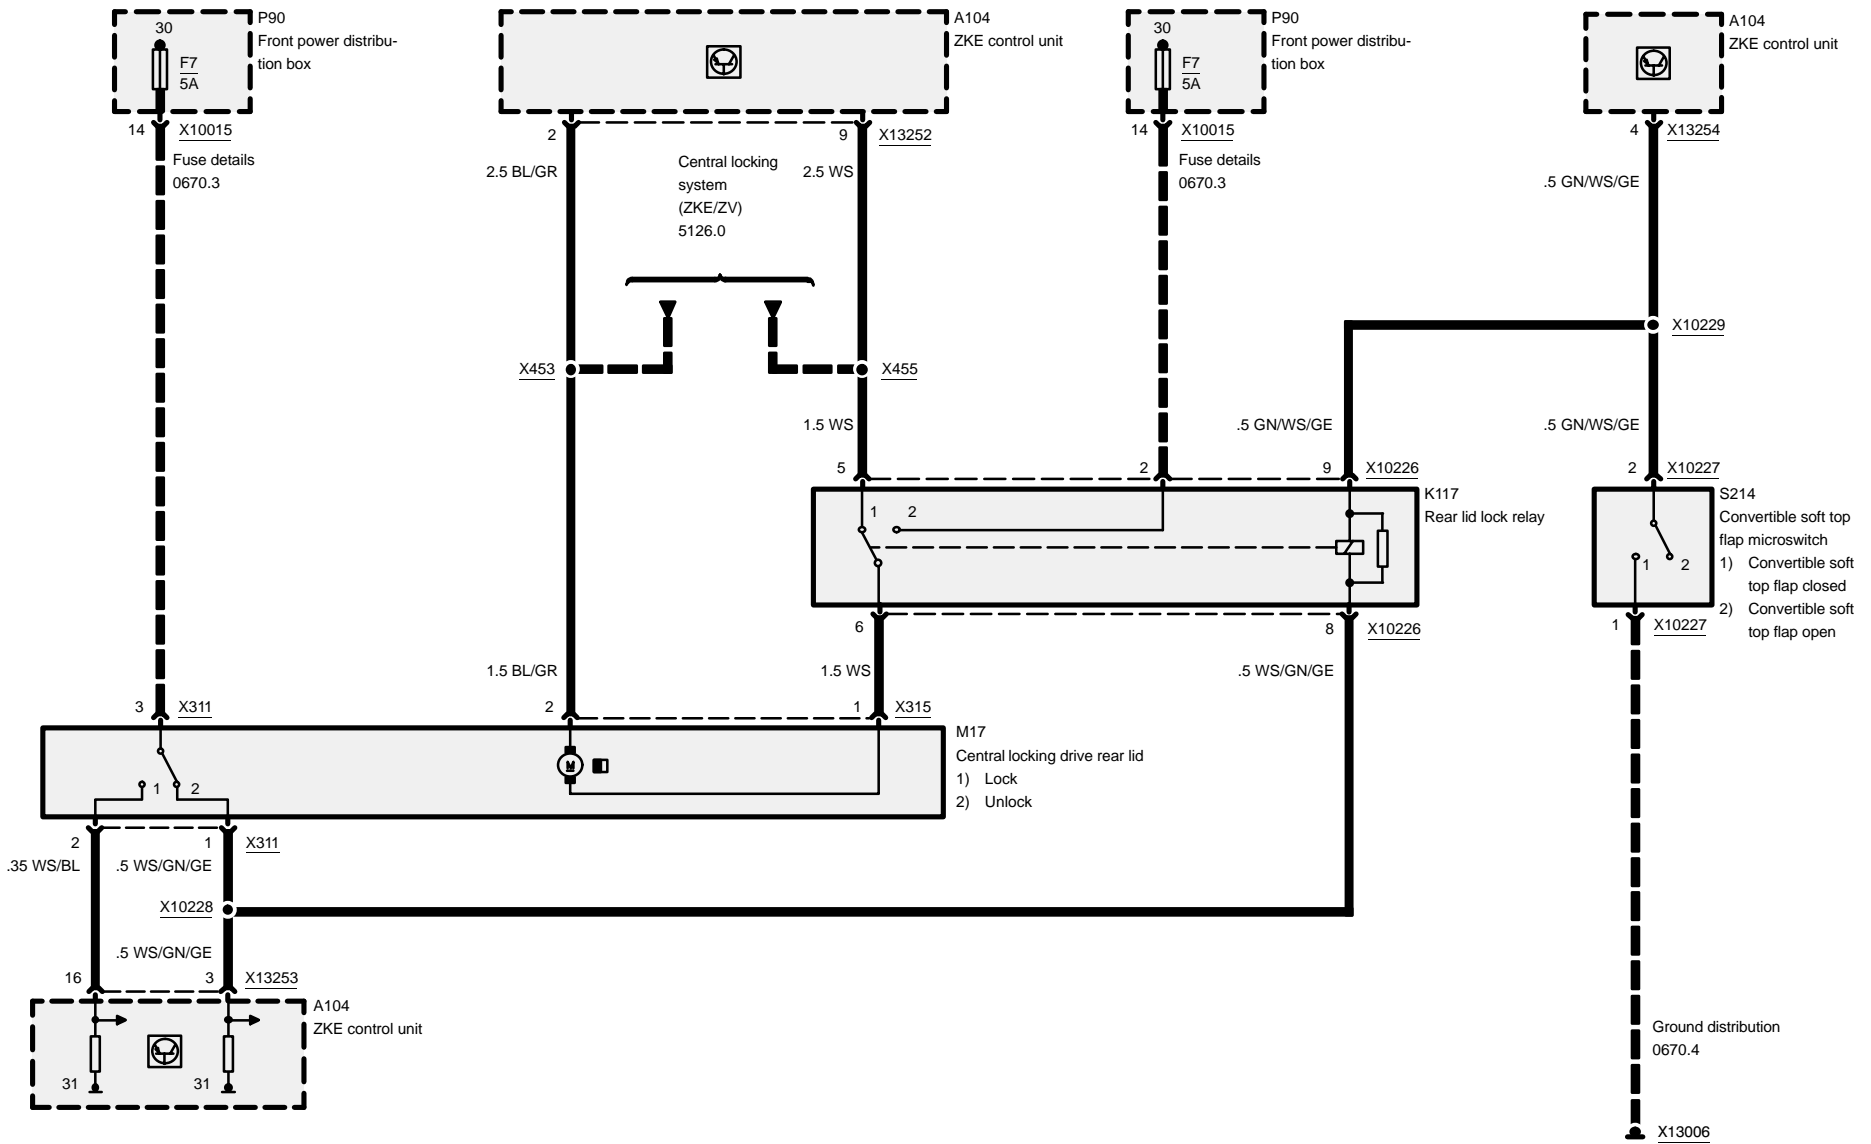 P90
30
Front power distribu-
tion box
F7
5A
14 X10015
Fuse details
0670.3
A104
ZKE control unit
2
9 X13252
2.5 BL/GR
2.5 WS
Central locking
system
(ZKE/ZV)
5126.0
P90
30
Front power distribu-
tion box
F7
5A
14 X10015
Fuse details
0670.3
A104
ZKE control unit
4 X13254
.5 GN/WS/GE
X10229
X453
X455
1.5 WS
.5 GN/WS/GE
.5 GN/WS/GE
5
2
9 X10226
2 X10227
1
2
K117
Rear lid lock relay
S214
Convertible soft top
flap microswitch
1) Convertible soft
top flap closed
2) Convertible soft
top flap open
1
2
6
8 X10226
1 X10227
1.5 BL/GR
1.5 WS
.5 WS/GN/GE
3 X311
2
1 X315
M17
Central locking drive rear lid
1) Lock
2) Unlock
1
2
M
2
1 X311
.35 WS/BL
.5 WS/GN/GE
X10228
.5 WS/GN/GE
16
3 X13253
A104
ZKE control unit
31
31
Ground distribution
0670.4
X13006